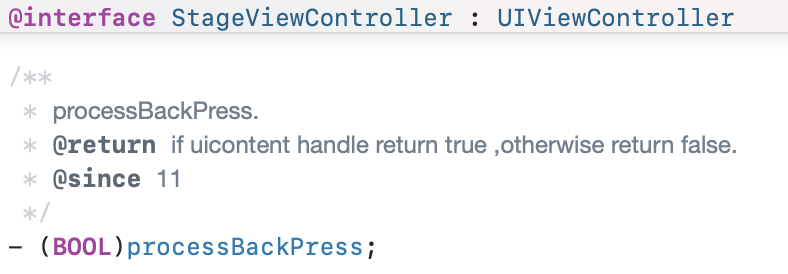 @interface StageViewController : UIViewController
/**
* processBackPress.
* @return if uicontent handle return true ,otherwise return false.
* @since 11
*/
- (BOOL)processBackPress;